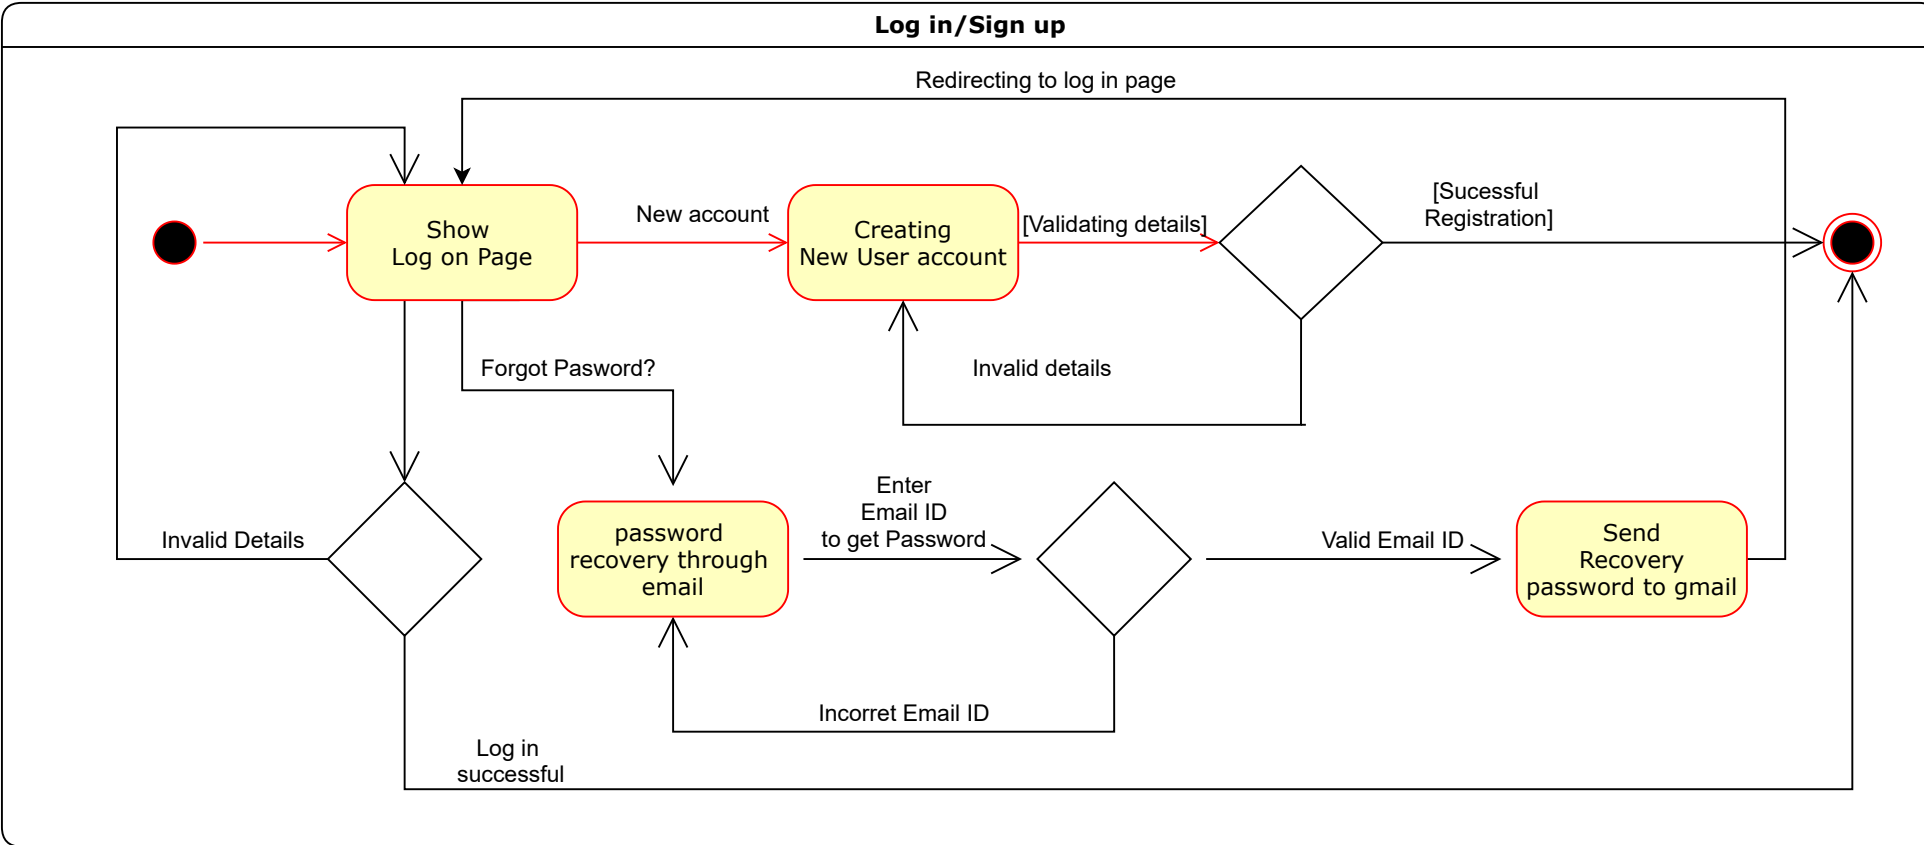 Log in/Sign up
Redirecting to log in page
Show
Log on Page
New account
Creating
New User account
[Validating details]
[Sucessful
Registration]
Forgot Pasword?
Invalid details
Invalid Details
password
recovery through
email
Enter
Email ID
to get Password
Valid Email ID
Send
Recovery
password to gmail
Incorret Email ID
Log in
successful